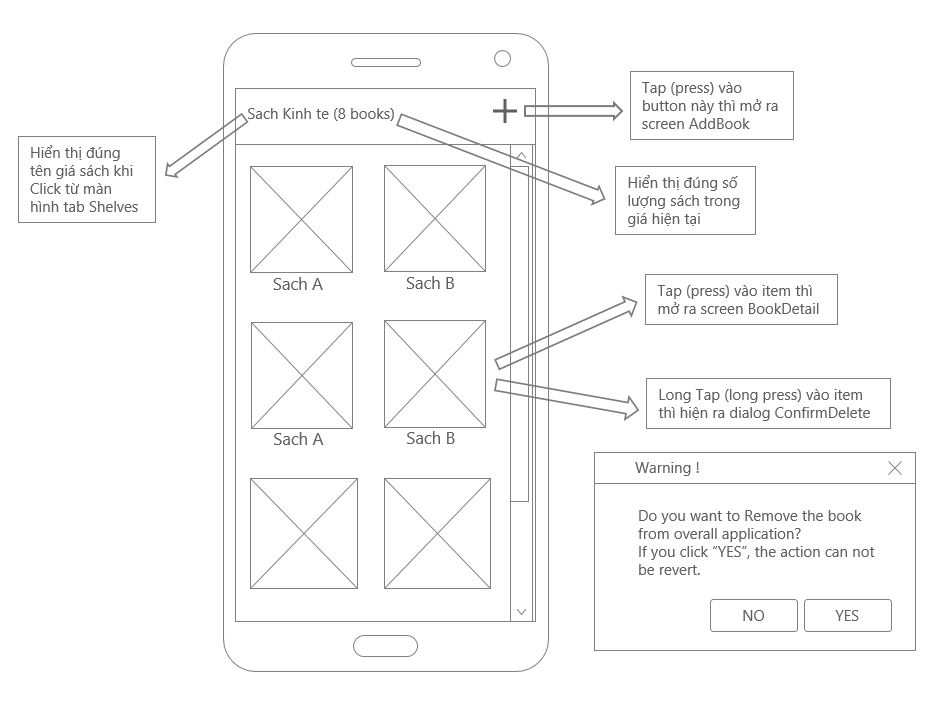 Sach Kinh te (8 books)
Tap (press) vào
button này thì mở ra
screen AddBook
Hiển thị đúng
tên giá sách khi
Click từ màn
hình tab Shelves
Hiển thị đúng số
lượng sách trong
giá hiện tại
Sach A
Sach B
Tap (press) vào item thì
mở ra screen BookDetail
Long Tap (long press) vào item
thì hiện ra dialog ConfirmDelete
Sach A
Sach B
Warning !
Do you want to Remove the book
from overall application?
If you click “YES”, the action can not
be revert.
NO
YES